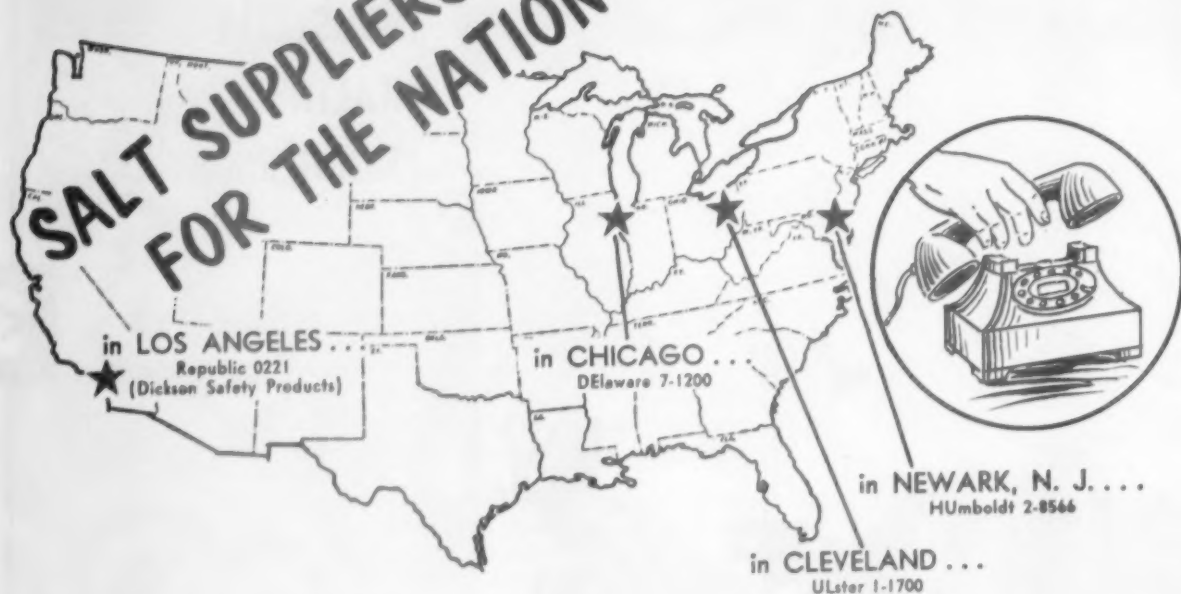 SALT SUPPLIERS
FOR THE NATION
in LOS ANGELES...
Republic 0221
(Dickson Safety Products)
in CHICAGO...
DElaware 7-1200
in NEWARK, N. J....
HUmboldt 2-8566
in CLEVELAND...
ULster 1-1700